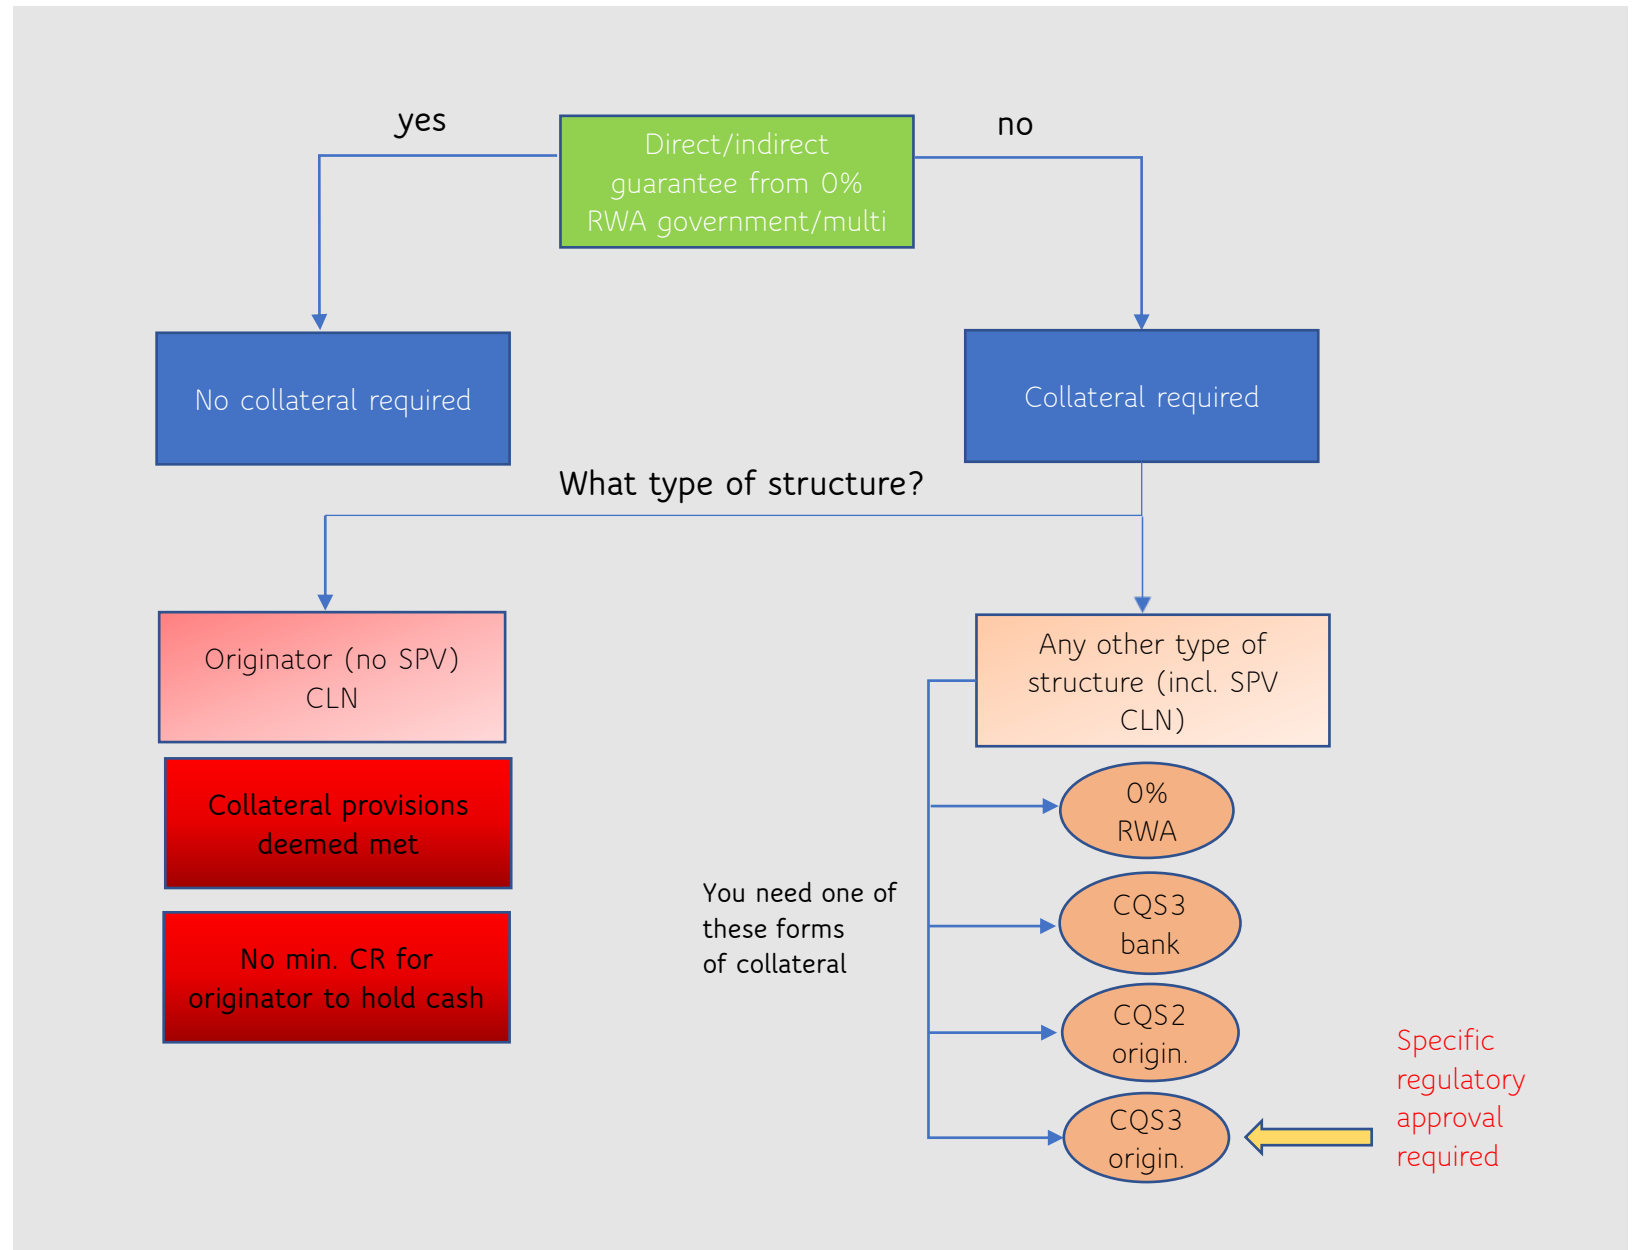 yes
Direct/indirect
guarantee from 0%
RWA government/multi
no
No collateral required
Collateral required
What type of structure?
Originator (no SPV)
CLN
Any other type of
structure (incl. SPV
CLN)
Collateral provisions
deemed met
No min. CR for
originator to hold cash
You need one of
these forms
of collateral
0%
RWA
CQS3
bank
CQS2
origin.
CQS3
origin.
Specific
regulatory
approval
required